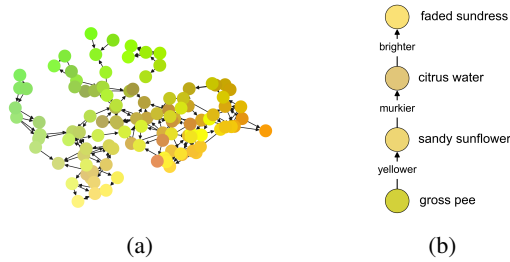 faded sundress
brighter
citrus water
murkier
sandy sunflower
yellower
gross pee
(a)
(b)